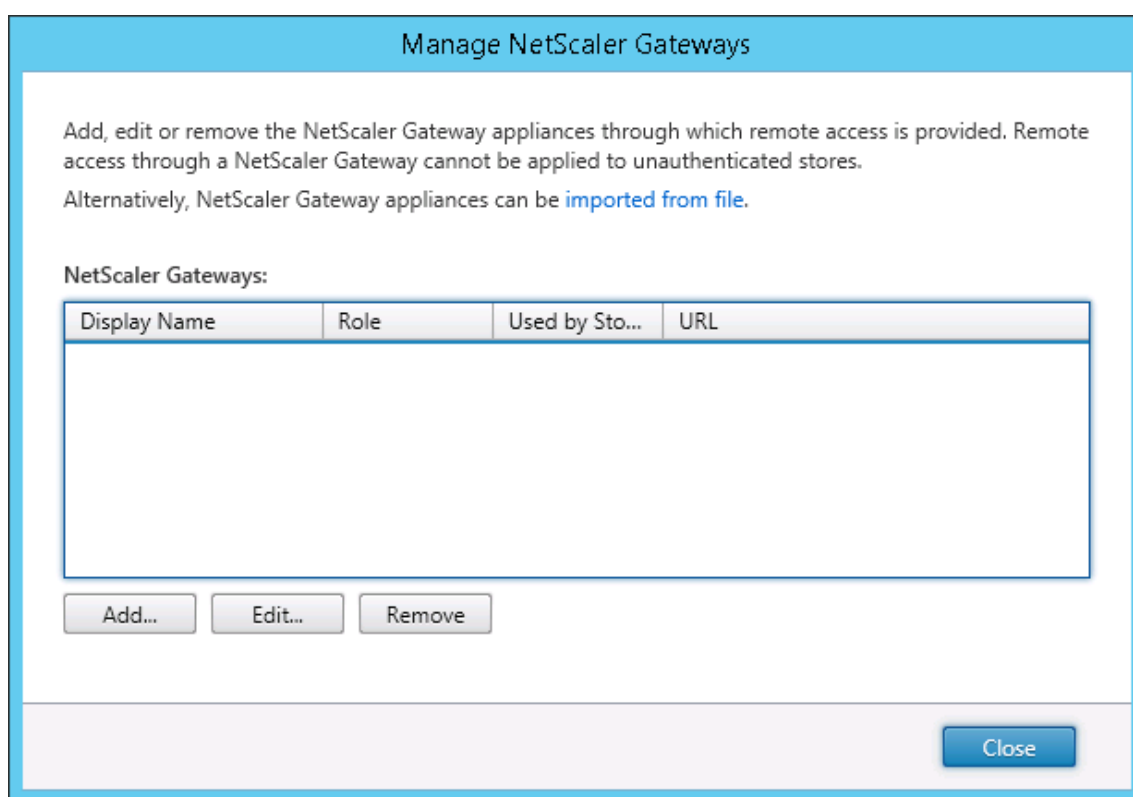 Manage NetScaler Gateways
Add, edit or remove the NetScaler Gateway appliances through which remote access is provided. Remote
access through a NetScaler Gateway cannot be applied to unauthenticated stores.
Alternatively, NetScaler Gateway appliances can be imported from file.
NetScaler Gateways:
Display Name Role Used by Sto... URL
Add... Edit... Remove
Close